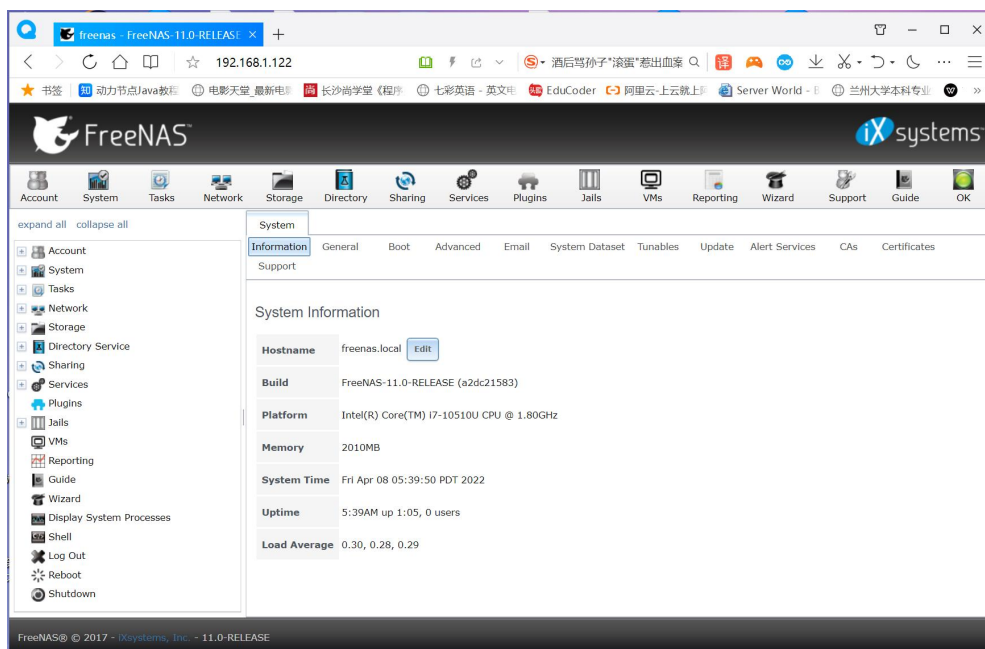 freenas - FreeNAS-11.0-RELEASE
192.168.1.122
酒后骂孙子"滚蛋"惹出血案
译
书签 知 动力节点Java教程 电影天堂_最新电影 尚 长沙尚学堂《程序 七彩英语 - 英文电 EduCoder 阿里云-上云就上阿 Server World - B 兰州大学本科专业
FreeNAS
iX systems
Account System Tasks Network Storage Directory Sharing Services Plugins Jails VMs Reporting Wizard Support Guide OK
expand all collapse all
Account
System
Tasks
Network
Storage
Directory Service
Sharing
Services
Plugins
Jails
VMs
Reporting
Guide
Wizard
Display System Processes
Shell
Log Out
Reboot
Shutdown
System
Information General Boot Advanced Email System Dataset Tunables Update Alert Services CAs Certificates
Support
System Information
Hostname freenas.local Edit
Build FreeNAS-11.0-RELEASE (a2dc21583)
Platform Intel(R) Core(TM) i7-10510U CPU @ 1.80GHz
Memory 2010MB
System Time Fri Apr 08 05:39:50 PDT 2022
Uptime 5:39AM up 1:05, 0 users
Load Average 0.30, 0.28, 0.29
FreeNAS® © 2017 - iXsystems, Inc. - 11.0-RELEASE